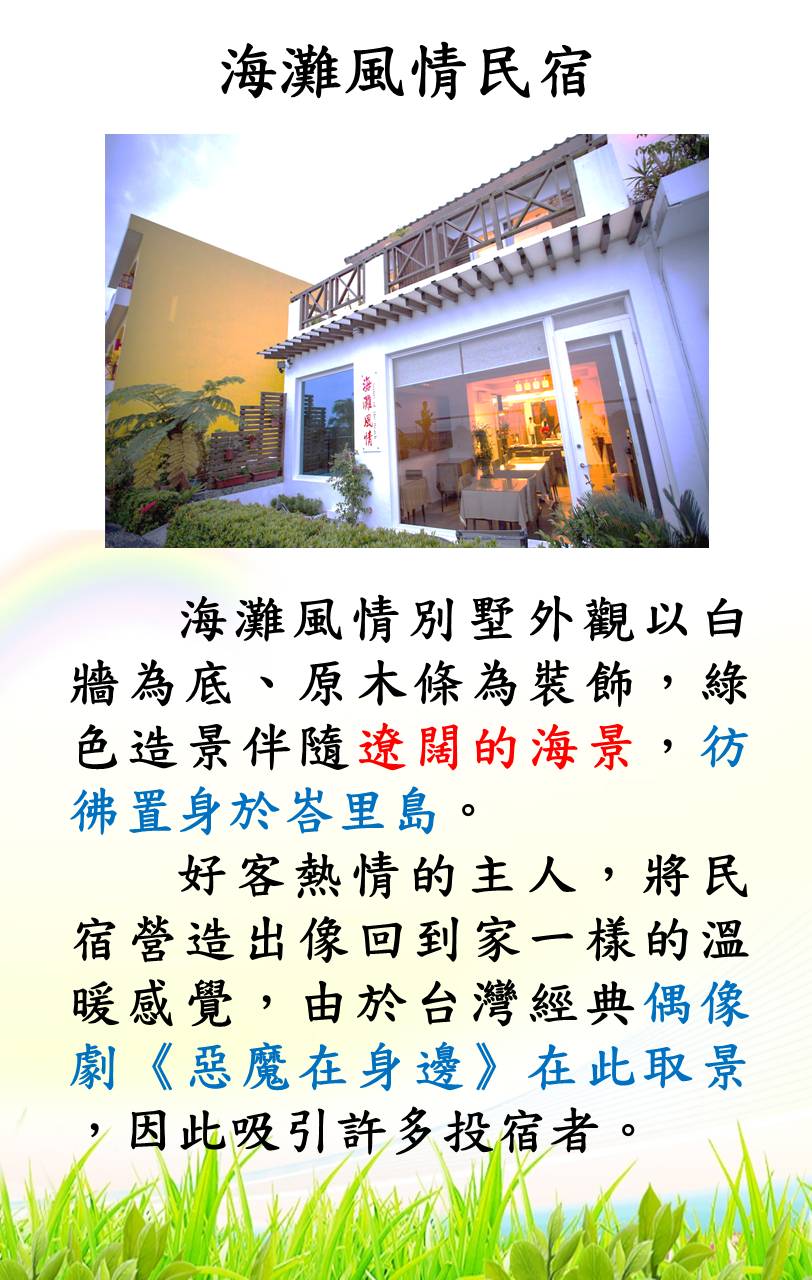 海灘風情民宿
海灘風情
海灘風情別墅外觀以白
牆為底、原木條為裝飾，綠
色造景伴隨遼闊的海景，彷
彿置身於峇里島。
好客熱情的主人，將民
宿營造出像回到家一樣的溫
暖感覺，由於台灣經典偶像
劇《惡魔在身邊》在此取景
，因此吸引許多投宿者。